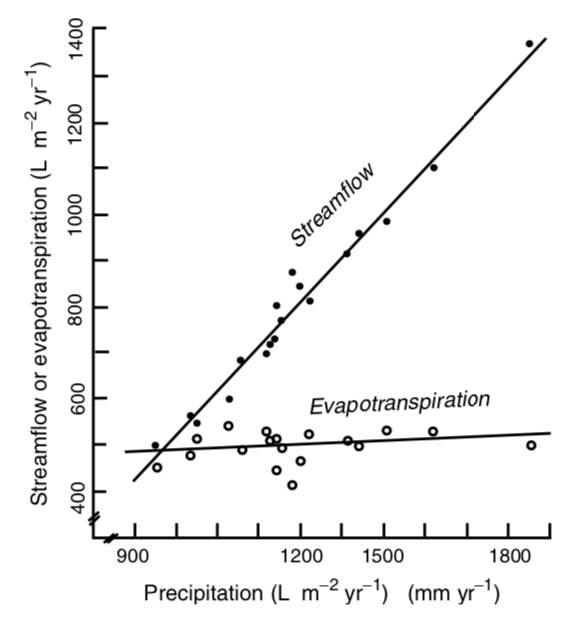 1400
1200
1000
800
600
400
Streamflow or evapotranspiration (L m⁻² yr⁻¹)
Streamflow
Evapotranspiration
900 1200 1500 1800
Precipitation (L m⁻² yr⁻¹) (mm yr⁻¹)